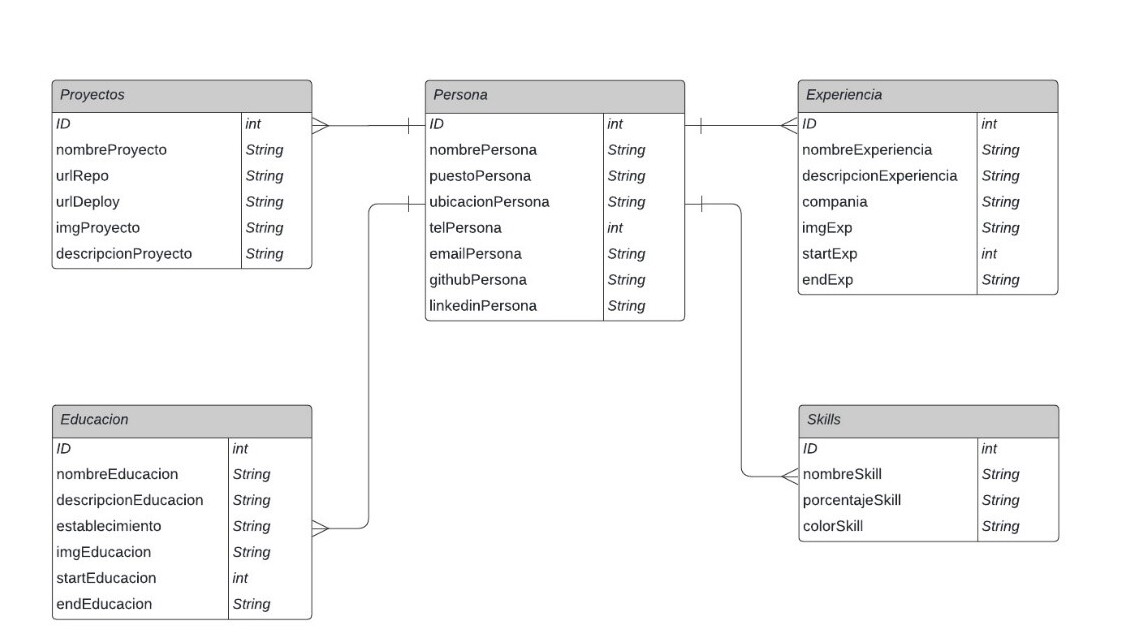 Proyectos
ID int
nombreProyecto String
urlRepo String
urlDeploy String
imgProyecto String
descripcionProyecto String
Persona
ID int
nombrePersona String
puestoPersona String
ubicacionPersona String
telPersona int
emailPersona String
githubPersona String
linkedinPersona String
Experiencia
ID int
nombreExperiencia String
descripcionExperiencia String
compania String
imgExp String
startExp int
endExp String
Educacion
ID int
nombreEducacion String
descripcionEducacion String
establecimiento String
imgEducacion String
startEducacion int
endEducacion String
Skills
ID int
nombreSkill String
porcentajeSkill String
colorSkill String